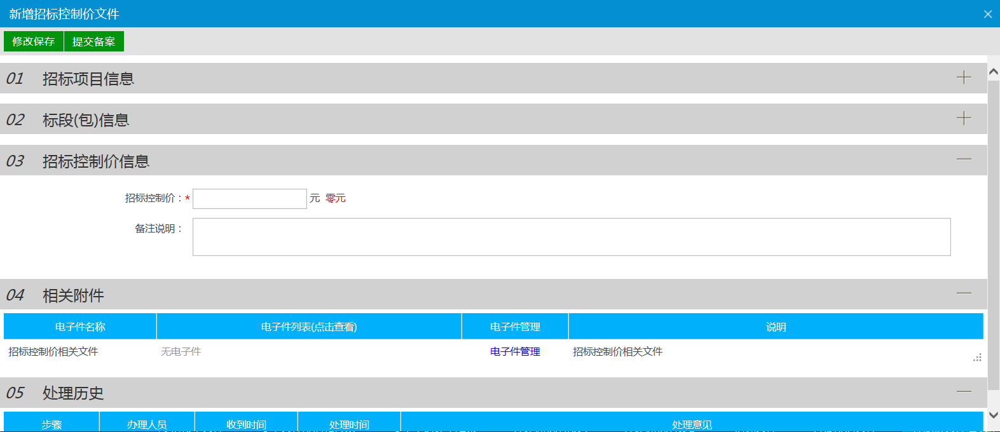 新增招标控制价文件
修改保存 提交备案
01 招标项目信息
02 标段(包)信息
03 招标控制价信息
招标控制价：* 元 零元
备注说明：
04 相关附件
电子件名称 电子件列表(点击查看) 电子件管理 说明
招标控制价相关文件 无电子件 电子件管理 招标控制价相关文件
05 处理历史
步骤 办理人员 收到时间 处理时间 处理意见